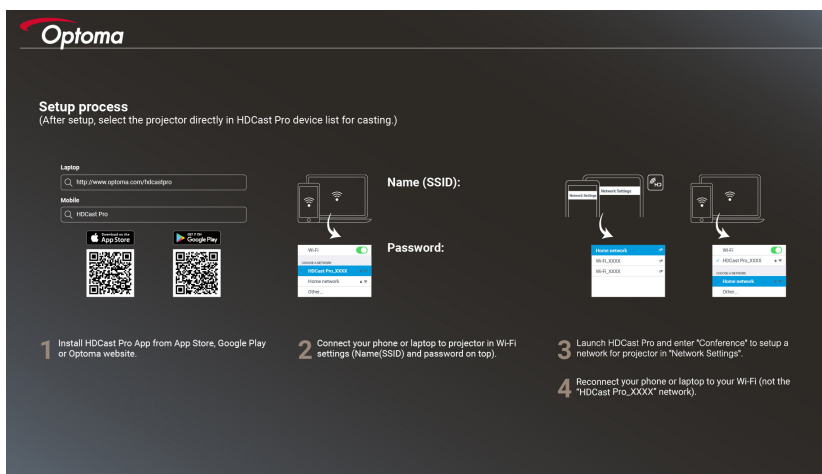 Optoma
Setup process
(After setup, select the projector directly in HDCast Pro device list for casting.)
Laptop
http://www.optoma.com/hdcastpro
Mobile
HDCast Pro
Download on the
App Store
GET IT ON
Google Play
1 Install HDCast Pro App from App Store, Google Play
or Optoma website.
Name (SSID):
Password:
Wi-Fi
CHOOSE A NETWORK
HDCast Pro_XXXX
Home network
Other...
2 Connect your phone or laptop to projector in Wi-Fi
settings (Name(SSID) and password on top).
Network Settings
Network Settings
Home network
Wi-Fi_XXXX
Wi-Fi_XXXX
Wi-Fi
HDCast Pro_XXXX
CHOOSE A NETWORK
Home network
Other...
3 Launch HDCast Pro and enter "Conference" to setup a
network for projector in "Network Settings".
4 Reconnect your phone or laptop to your Wi-Fi (not the
"HDCast Pro_XXXX" network).